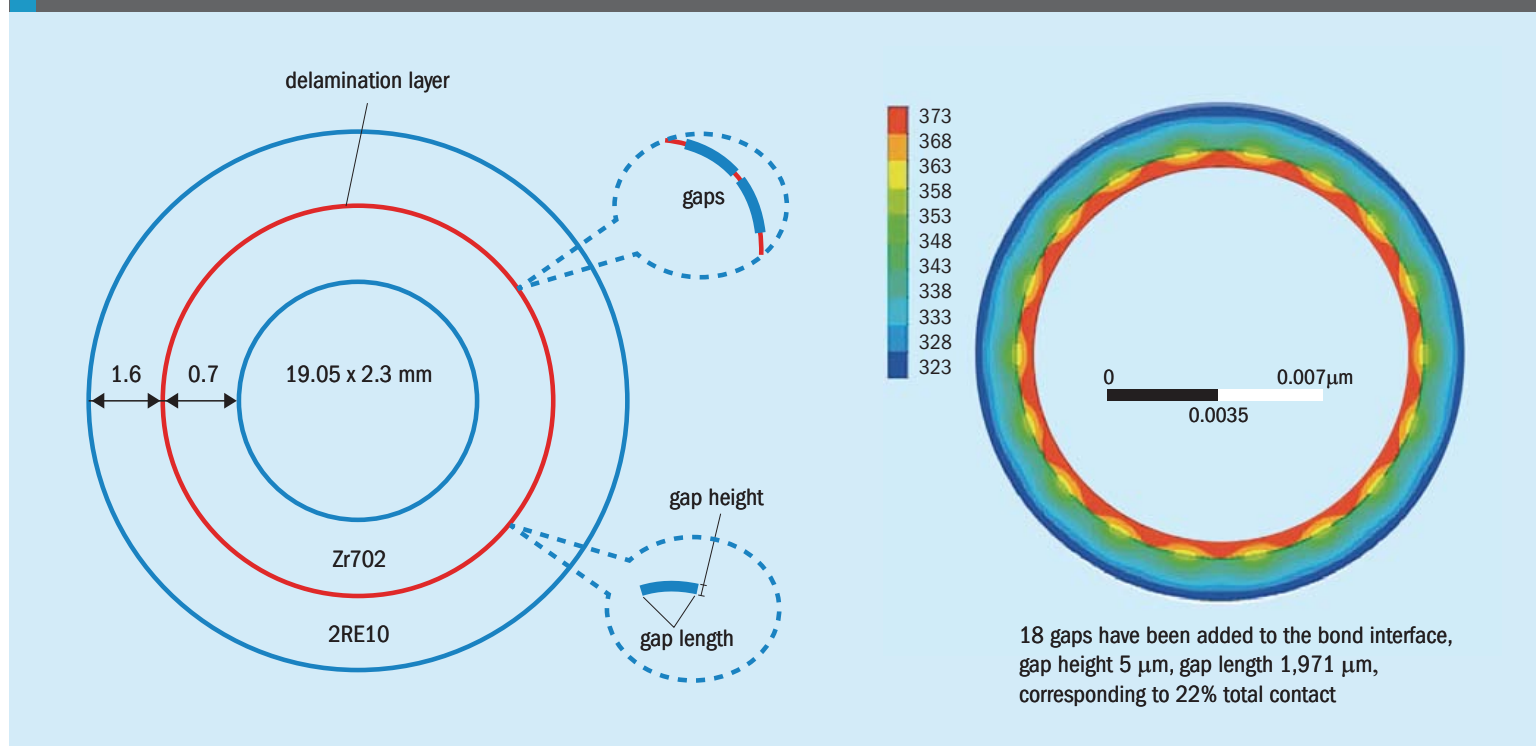 delamination layer
gaps
1.6
0.7
19.05 x 2.3 mm
gap height
Zr702
gap length
2RE10
373
368
363
358
353
348
343
338
333
328
323
0
0.007µm
0.0035
18 gaps have been added to the bond interface,
gap height 5 µm, gap length 1,971 µm,
corresponding to 22% total contact